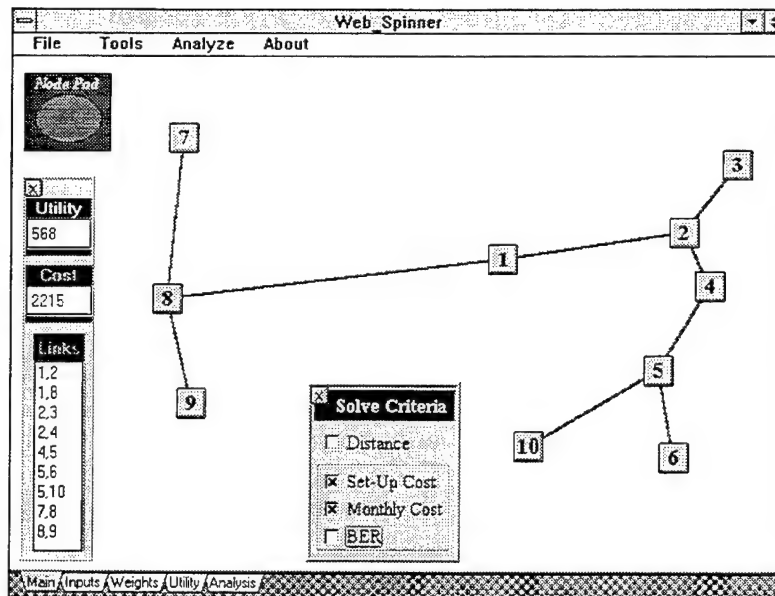 Web_Spinner
File Tools Analyze About
Node Pad
7
3
Utility
568
2
1
Cost
2215
8
4
Links
1,2
1,8
2,3
2,4
4,5
5,6
5,10
7,8
8,9
5
9
Solve Criteria
10
6
Distance
Set-Up Cost
Monthly Cost
BER
Main Inputs Weights Utility Analysis